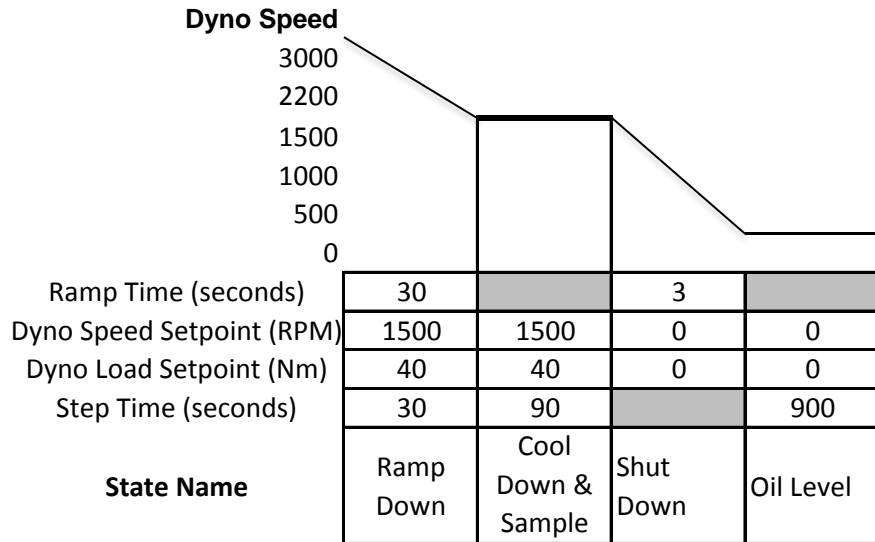 Dyno Speed
3000
2200
1500
1000
500
0
Ramp Time (seconds) 30 3
Dyno Speed Setpoint (RPM) 1500 1500 0 0
Dyno Load Setpoint (Nm) 40 40 0 0
Step Time (seconds) 30 90 900
State Name
Ramp
Down
Cool
Down &
Sample
Shut
Down
Oil Level